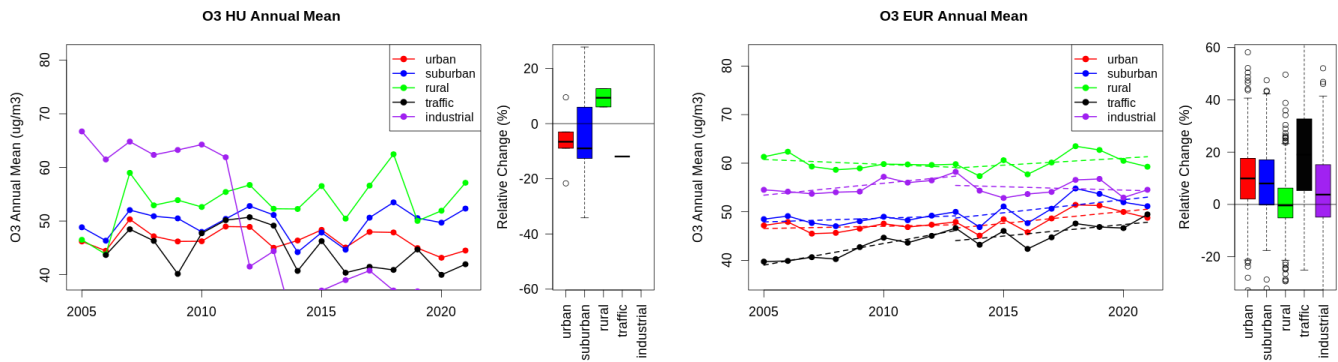 O3 HU Annual Mean
O3 Annual Mean (ug/m3)
80
70
60
50
40
2005
2010
2015
2020
urban
suburban
rural
traffic
industrial
Relative Change (%)
20
0
-20
-40
-60
urban
suburban
rural
traffic
industrial
O3 EUR Annual Mean
O3 Annual Mean (ug/m3)
80
70
60
50
40
2005
2010
2015
2020
urban
suburban
rural
traffic
industrial
Relative Change (%)
60
40
20
0
-20
urban
suburban
rural
traffic
industrial